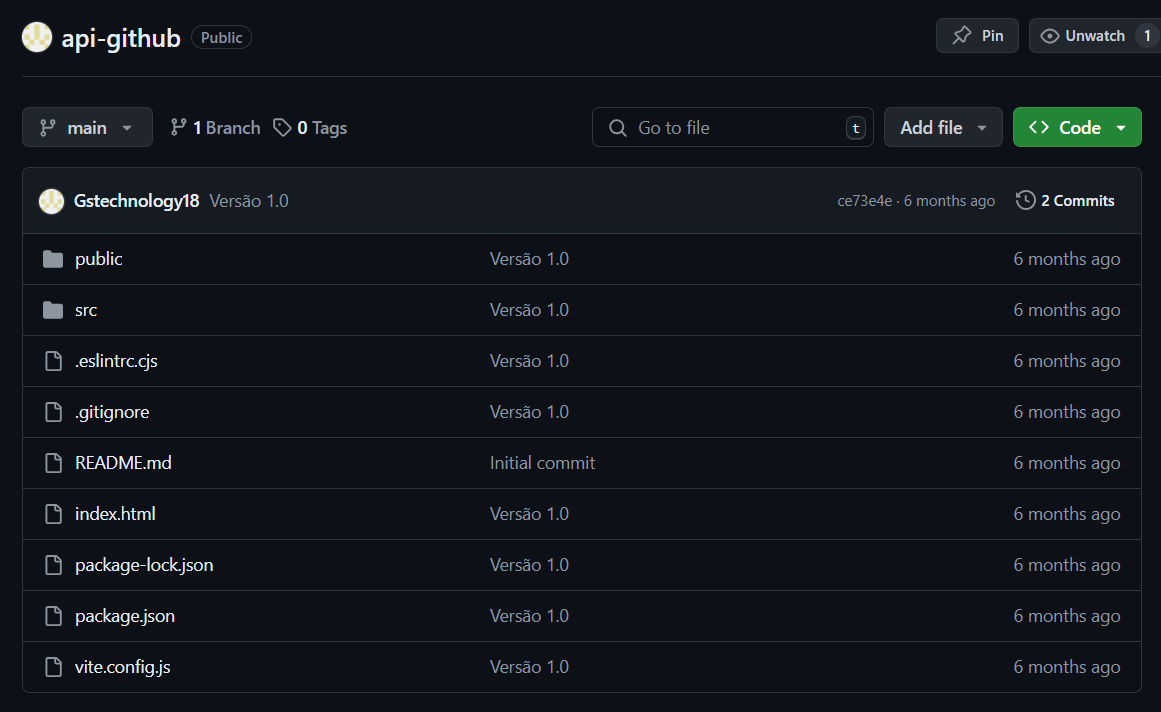 api-github Public Pin Unwatch 1
main 1 Branch 0 Tags Go to file t Add file Code
Gstechnology18 Versão 1.0 ce73e4e · 6 months ago 2 Commits
public Versão 1.0 6 months ago
src Versão 1.0 6 months ago
.eslintrc.cjs Versão 1.0 6 months ago
.gitignore Versão 1.0 6 months ago
README.md Initial commit 6 months ago
index.html Versão 1.0 6 months ago
package-lock.json Versão 1.0 6 months ago
package.json Versão 1.0 6 months ago
vite.config.js Versão 1.0 6 months ago